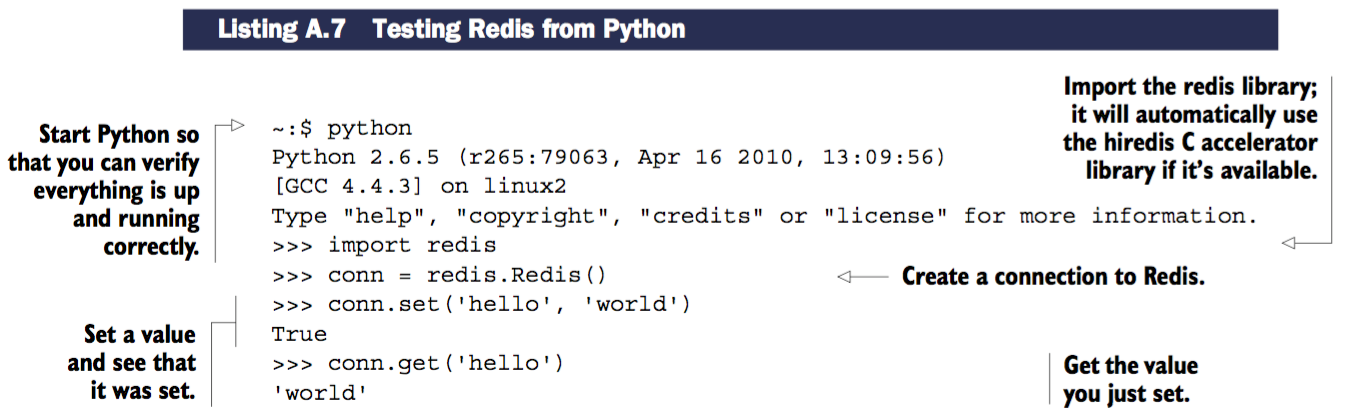 Listing A.7 Testing Redis from Python
Start Python so
that you can verify
everything is up
and running
correctly.
~:$ python
Python 2.6.5 (r265:79063, Apr 16 2010, 13:09:56)
[GCC 4.4.3] on linux2
Type "help", "copyright", "credits" or "license" for more information.
Import the redis library;
it will automatically use
the hiredis C accelerator
library if it's available.
>>> import redis
>>> conn = redis.Redis()
Create a connection to Redis.
>>> conn.set('hello', 'world')
True
Set a value
and see that
it was set.
>>> conn.get('hello')
'world'
Get the value
you just set.